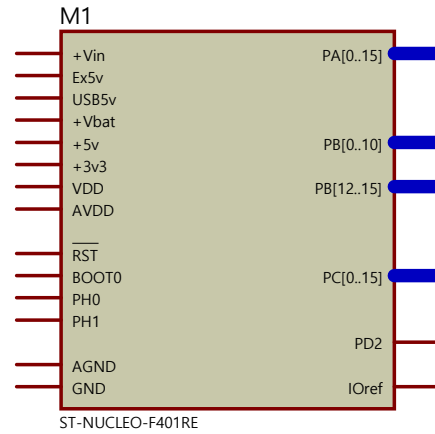 M1
+Vin PA[0..15]
Ex5v
USB5v
+Vbat
+5v PB[0..10]
+3v3
VDD PB[12..15]
AVDD
RST
BOOT0 PC[0..15]
PH0
PH1
PD2
AGND
GND IOref
ST-NUCLEO-F401RE